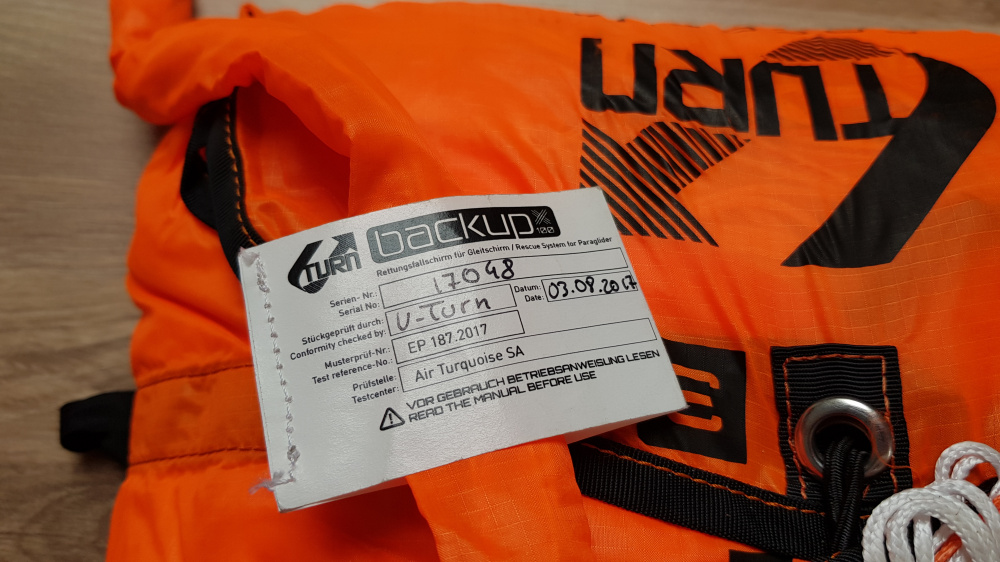 TURN
TURN
backup
X100
Rettungsfallschirm für Gleitschirm / Rescue System for Paraglider
Serien- Nr.:
Serial No:
17048
Stückgeprüft durch:
Conformity checked by:
U-Turn
Datum:
Date:
03.09.2017
Musterprüf-Nr.:
Test reference-No.:
EP 187.2017
Prüfstelle:
Testcenter:
Air Turquoise SA
VOR GEBRAUCH BETRIEBSANWEISUNG LESEN
READ THE MANUAL BEFORE USE